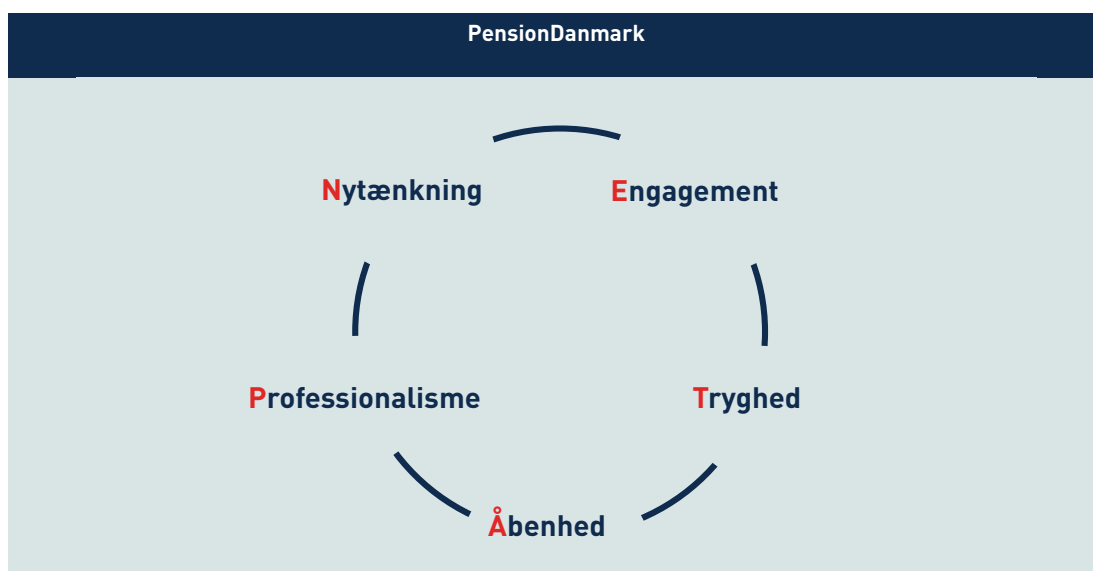 PensionDanmark
Nytænkning
Engagement
Professionalisme
Tryghed
Åbenhed